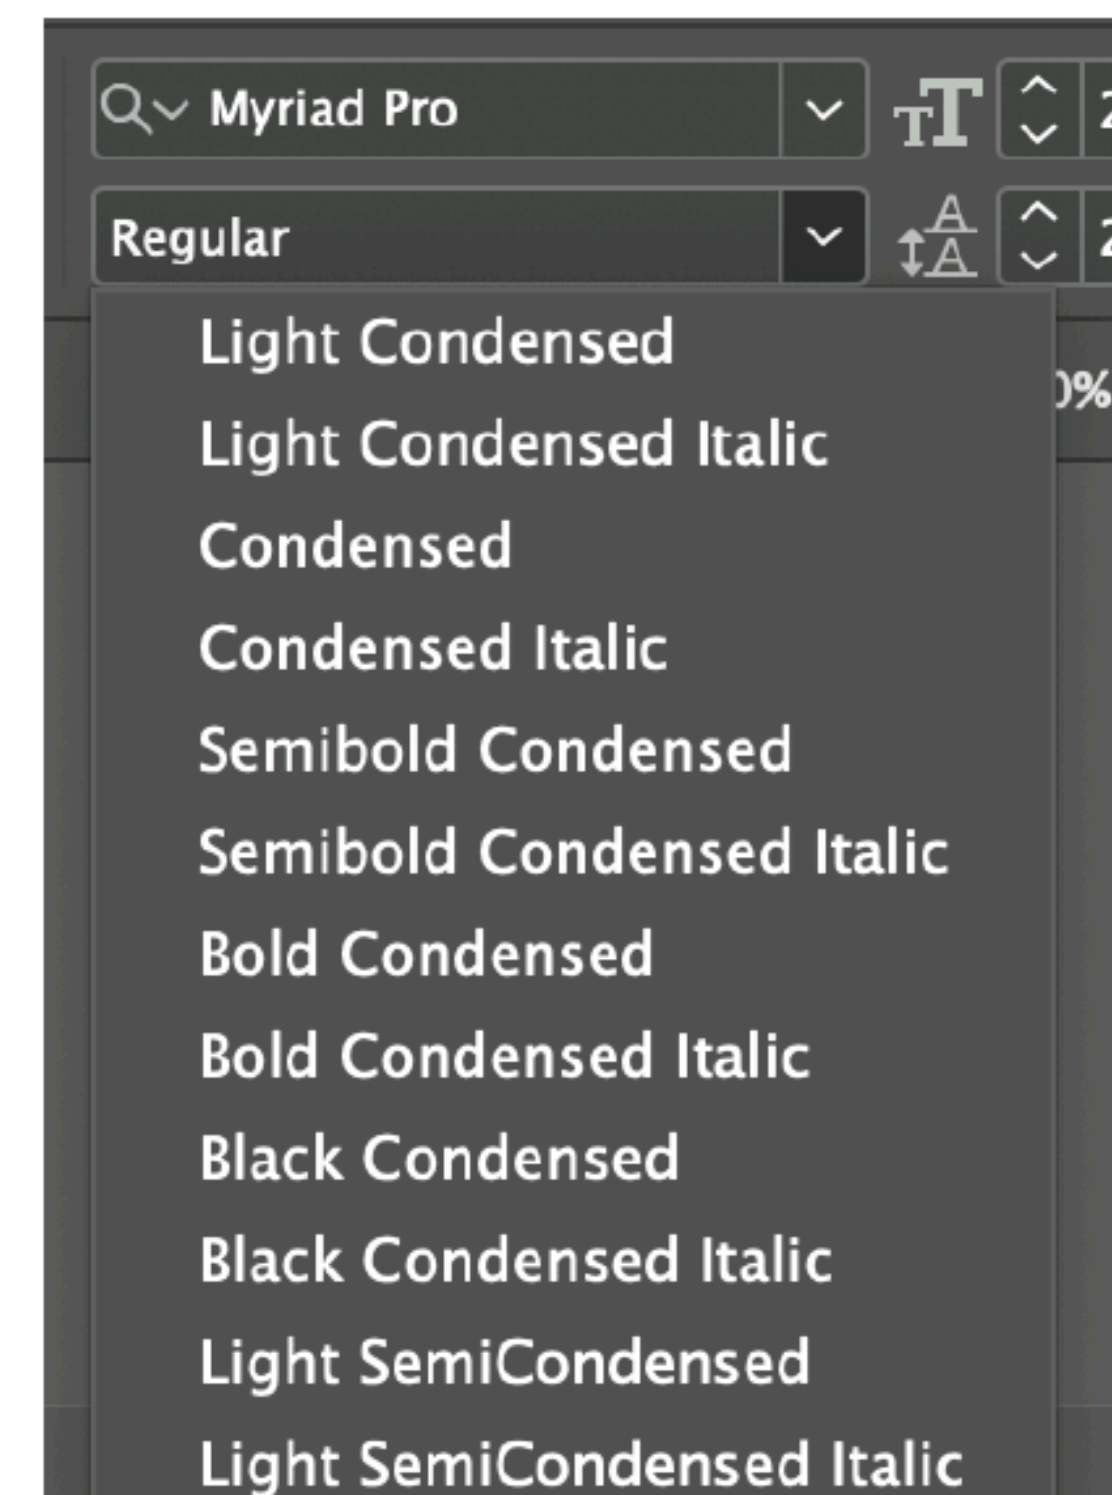 Myriad Pro
Regular
Light Condensed
0%
Light Condensed Italic
Condensed
Condensed Italic
Semibold Condensed
Semibold Condensed Italic
Bold Condensed
Bold Condensed Italic
Black Condensed
Black Condensed Italic
Light SemiCondensed
Light SemiCondensed Italic